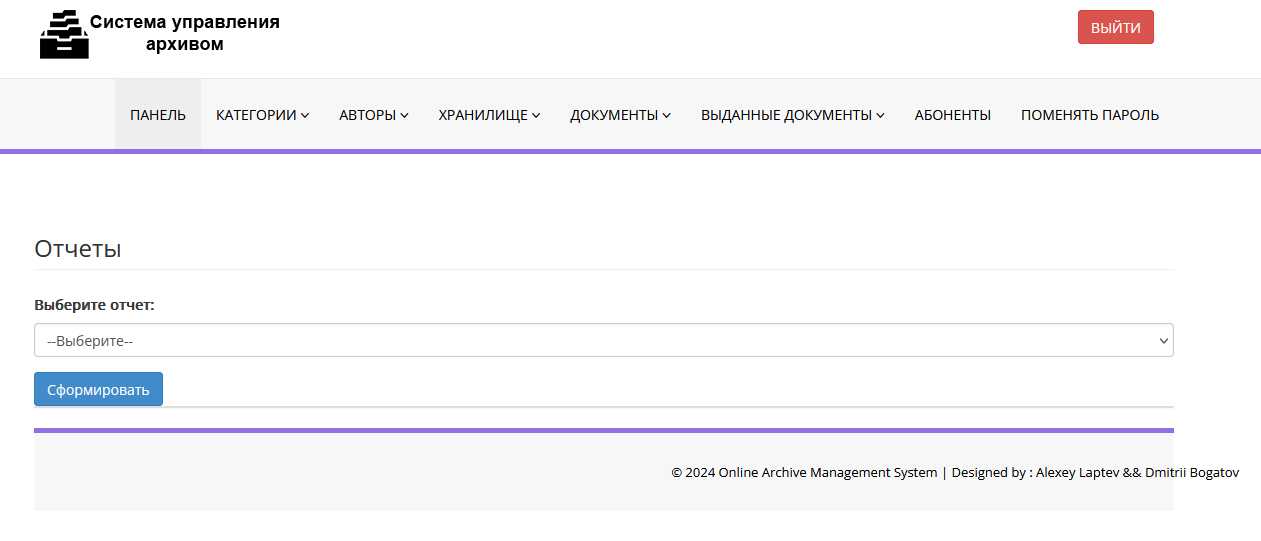 Система управления
архивом
ВЫЙТИ
ПАНЕЛЬ КАТЕГОРИИ АВТОРЫ ХРАНИЛИЩЕ ДОКУМЕНТЫ ВЫДАННЫЕ ДОКУМЕНТЫ АБОНЕНТЫ ПОМЕНЯТЬ ПАРОЛЬ
Отчеты
Выберите отчет:
--Выберите--
Сформировать
© 2024 Online Archive Management System | Designed by : Alexey Laptev && Dmitrii Bogatov